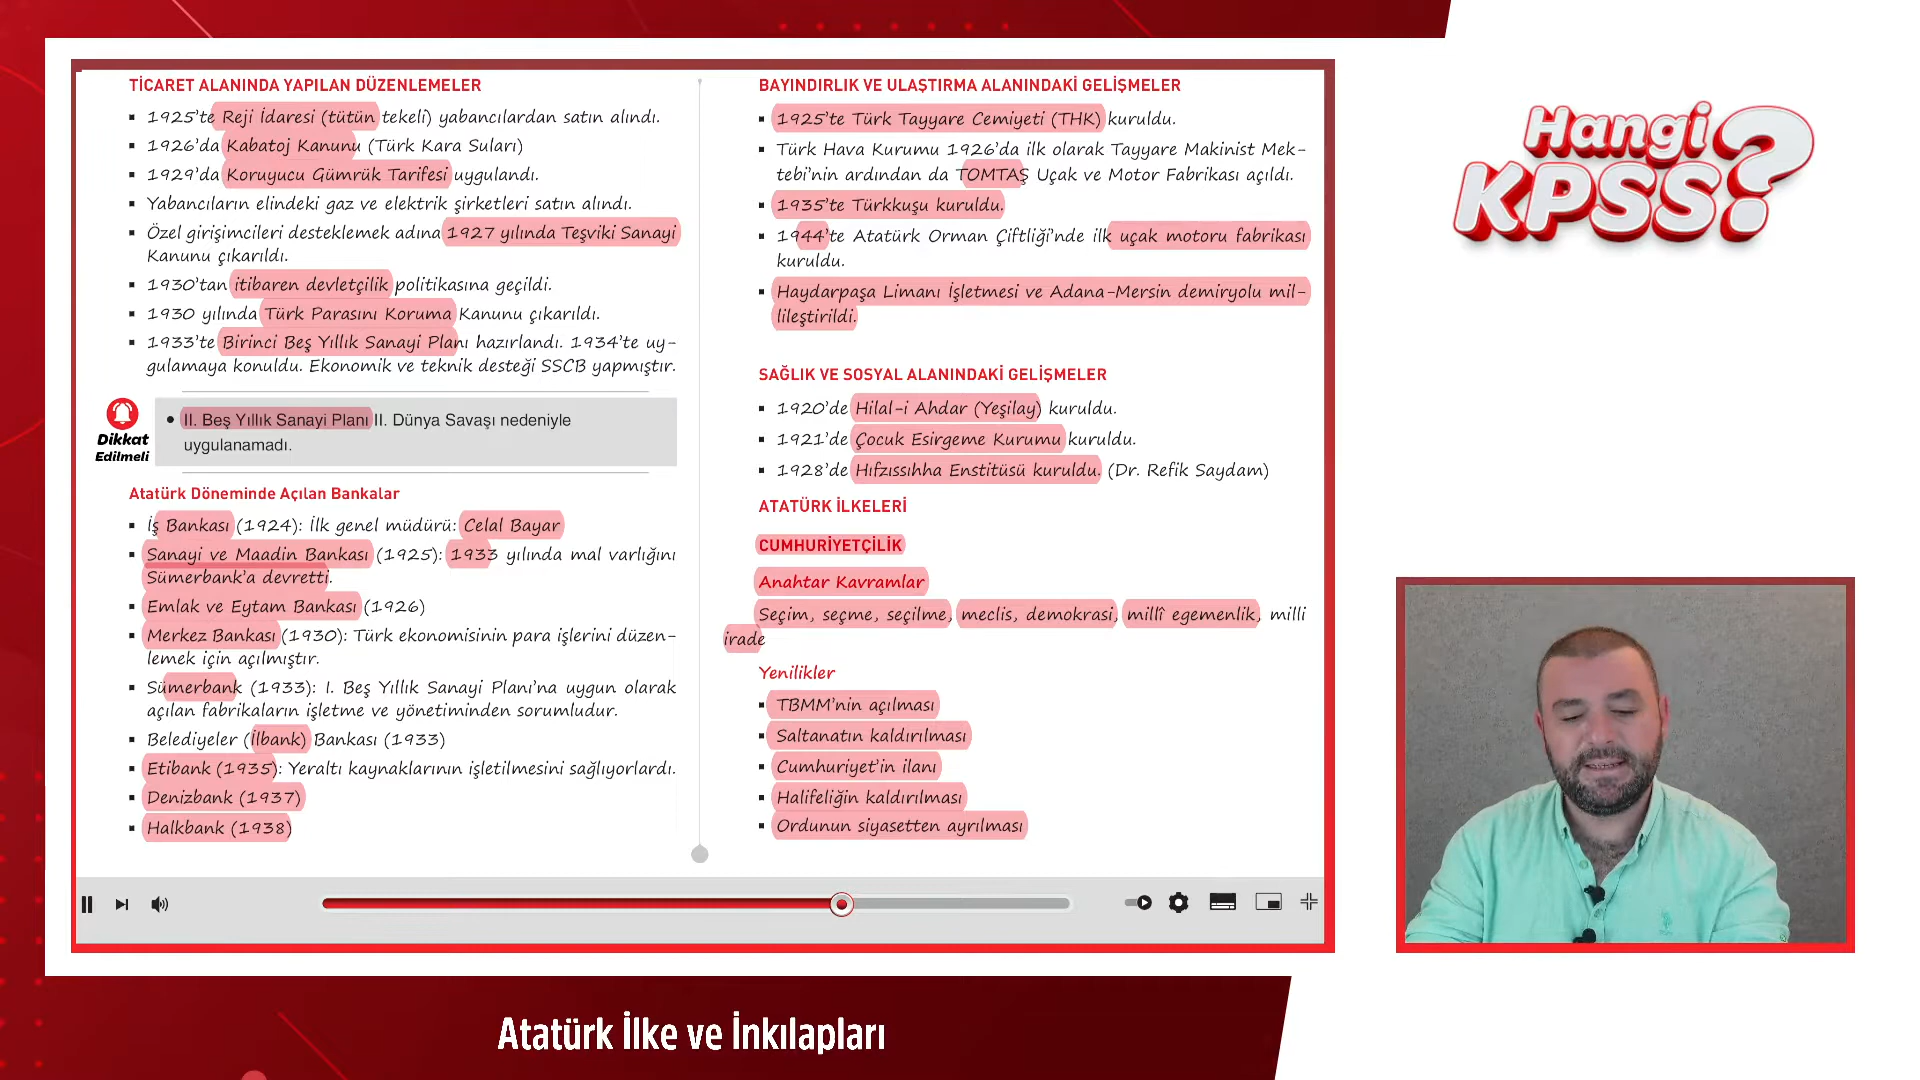 TİCARET ALANINDA YAPILAN DÜZENLEMELER
▪ 1925'te Reji İdaresi (tütün tekeli) yabancılardan satın alındı.
▪ 1926'da Kabatoj Kanunu (Türk Kara Suları)
▪ 1929'da Koruyucu Gümrük Tarifesi uygulandı.
▪ Yabancıların elindeki gaz ve elektrik şirketleri satın alındı.
▪ Özel girişimcileri desteklemek adına 1927 yılında Teşviki Sanayi
Kanunu çıkarıldı.
▪ 1930'tan itibaren devletçilik politikasına geçildi.
▪ 1930 yılında Türk Parasını Koruma Kanunu çıkarıldı.
▪ 1933'te Birinci Beş Yıllık Sanayi Planı hazırlandı. 1934'te uy-
gulamaya konuldu. Ekonomik ve teknik desteği SSCB yapmıştır.
Dikkat
Edilmeli
• II. Beş Yıllık Sanayi Planı II. Dünya Savaşı nedeniyle
uygulanamadı.
Atatürk Döneminde Açılan Bankalar
▪ İş Bankası (1924): İlk genel müdürü: Celal Bayar
▪ Sanayi ve Maadin Bankası (1925): 1933 yılında mal varlığını
Sümerbank'a devretti.
▪ Emlak ve Eytam Bankası (1926)
▪ Merkez Bankası (1930): Türk ekonomisinin para işlerini düzen-
lemek için açılmıştır.
▪ Sümerbank (1933): I. Beş Yıllık Sanayi Planı'na uygun olarak
açılan fabrikaların işletme ve yönetiminden sorumludur.
▪ Belediyeler (İlbank) Bankası (1933)
▪ Etibank (1935): Yeraltı kaynaklarının işletilmesini sağlıyorlardı.
▪ Denizbank (1937)
▪ Halkbank (1938)
BAYINDIRLIK VE ULAŞTIRMA ALANINDAKİ GELİŞMELER
▪ 1925'te Türk Tayyare Cemiyeti (THK) kuruldu.
▪ Türk Hava Kurumu 1926'da ilk olarak Tayyare Makinist Mek-
tebi'nin ardından da TOMTAŞ Uçak ve Motor Fabrikası açıldı.
▪ 1935'te Türkkuşu kuruldu.
▪ 1944'te Atatürk Orman Çiftliği'nde ilk uçak motoru fabrikası
kuruldu.
▪ Haydarpaşa Limanı İşletmesi ve Adana-Mersin demiryolu mil-
lileştirildi.
SAĞLIK VE SOSYAL ALANINDAKİ GELİŞMELER
▪ 1920'de Hilal-i Ahdar (Yeşilay) kuruldu.
▪ 1921'de Çocuk Esirgeme Kurumu kuruldu.
▪ 1928'de Hıfzıssıhha Enstitüsü kuruldu. (Dr. Refik Saydam)
ATATÜRK İLKELERİ
CUMHURİYETÇİLİK
Anahtar Kavramlar
Seçim, seçme, seçilme, meclis, demokrasi, millî egemenlik, milli
irade
Yenilikler
▪ TBMM'nin açılması
▪ Saltanatın kaldırılması
▪ Cumhuriyet'in ilanı
▪ Halifeliğin kaldırılması
▪ Ordunun siyasetten ayrılması
Hangi
KPSS?
Atatürk İlke ve İnkılapları